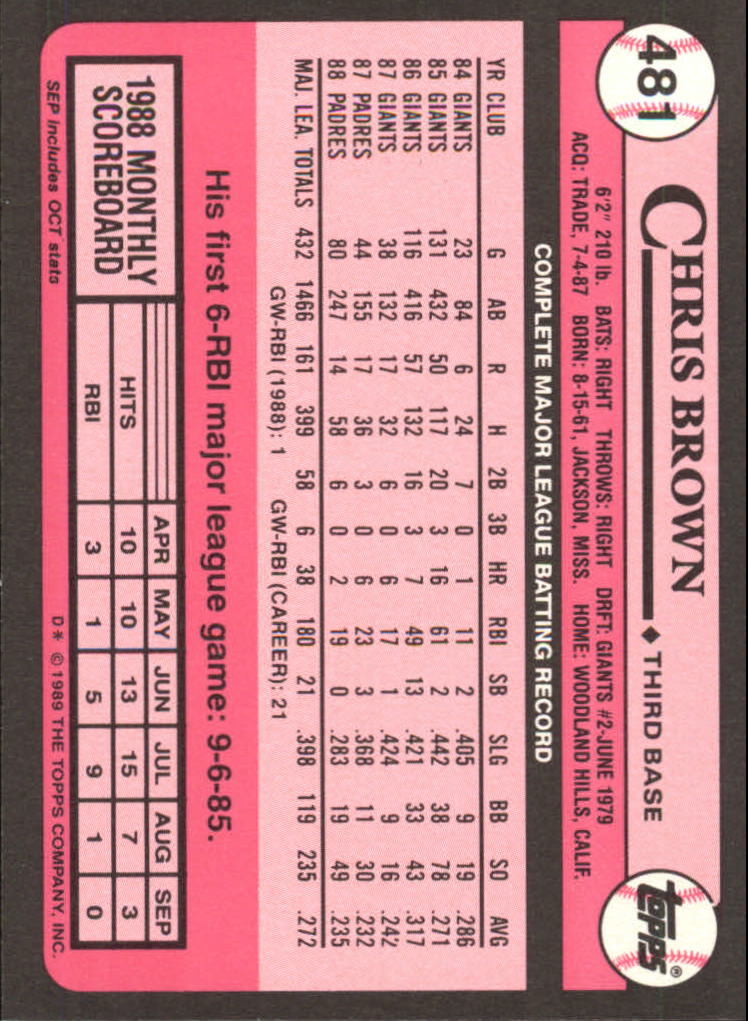 481
CHRIS BROWN ♦ THIRD BASE
Topps®
6'2" 210 lb. BATS: RIGHT THROWS: RIGHT DRFT: GIANTS #2-JUNE 1979
ACQ: TRADE, 7-4-87 BORN: 8-15-61, JACKSON, MISS. HOME: WOODLAND HILLS, CALIF.
COMPLETE MAJOR LEAGUE BATTING RECORD
YR CLUB G AB R H 2B 3B HR RBI SB SLG BB SO AVG
84 GIANTS 23 84 6 24 7 0 1 11 2 .405 9 19 .286
85 GIANTS 131 432 50 117 20 3 16 61 2 .442 38 78 .271
86 GIANTS 116 416 57 132 16 3 7 49 13 .421 33 43 .317
87 GIANTS 38 132 17 32 6 0 6 17 1 .424 9 16 .242
87 PADRES 44 155 17 36 3 0 6 23 3 .368 11 30 .232
88 PADRES 80 247 14 58 6 0 2 19 0 .283 19 49 .235
MAJ. LEA. TOTALS 432 1466 161 399 58 6 38 180 21 .398 119 235 .272
GW-RBI (1988): 1 GW-RBI (CAREER): 21
His first 6-RBI major league game: 9-6-85.
1988 MONTHLY
SCOREBOARD
APR MAY JUN JUL AUG SEP
HITS 10 10 13 15 7 3
RBI 3 1 5 9 1 0
SEP includes OCT stats
D* © 1989 THE TOPPS COMPANY, INC.